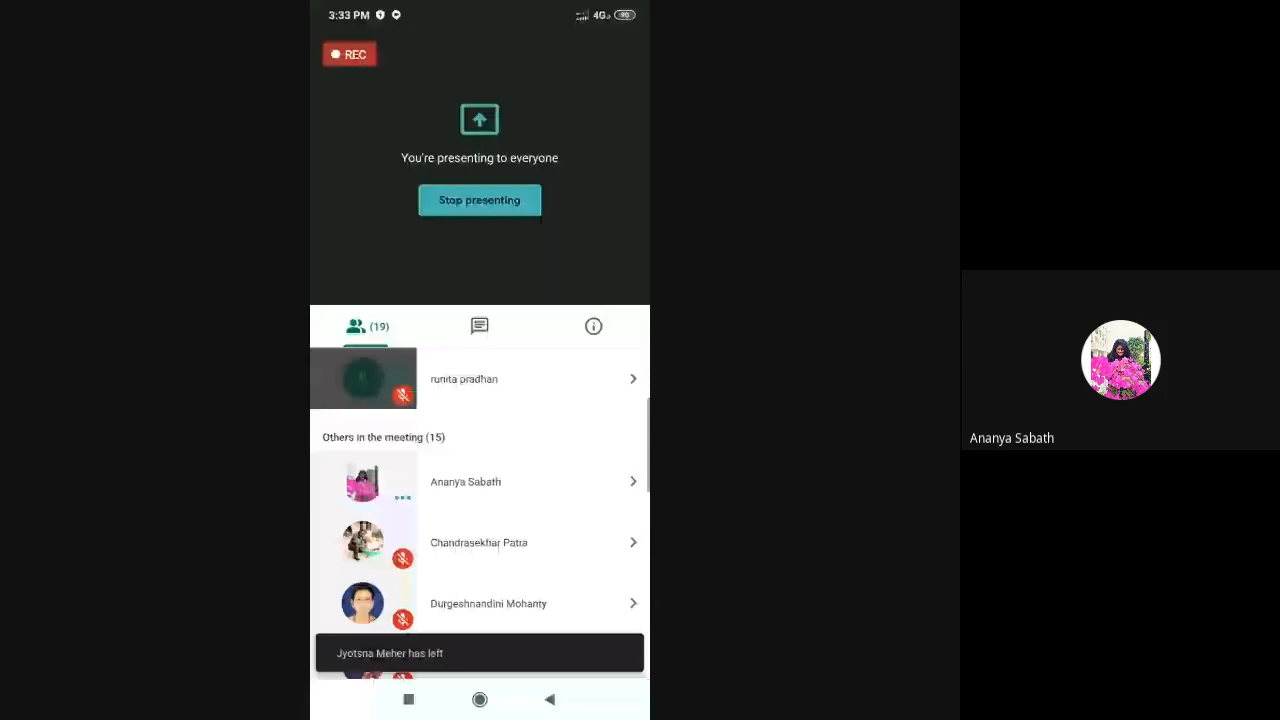 3:33 PM
4G
REC
You're presenting to everyone
Stop presenting
(19)
runita pradhan
Others in the meeting (15)
Ananya Sabath
Chandrasekhar Patra
Durgeshnandini Mohanty
Jyotsna Meher has left
Ananya Sabath